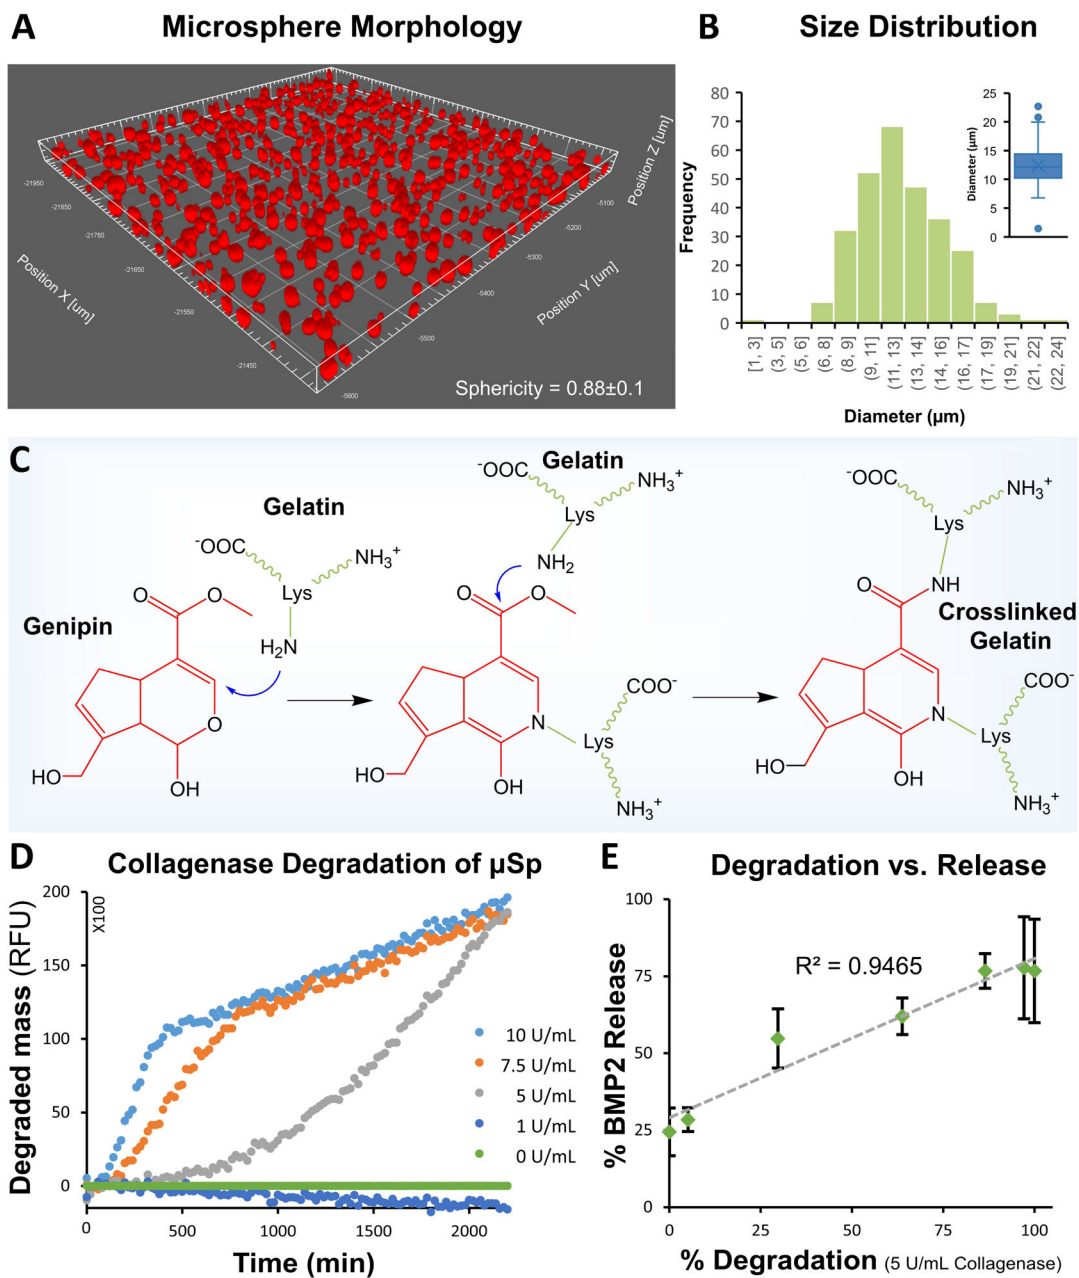 A Microsphere Morphology
Position X [um]
Position Y [um]
Position Z [um]
-21950
-21850
-21750
-21650
-21550
-21450
-5100
-5200
-5300
-5400
-5500
-5600
Sphericity = 0.88±0.1
B Size Distribution
Frequency
80
70
60
50
40
30
20
10
0
[1, 3]
(3, 5]
(5, 6]
(6, 8]
(8, 9]
(9, 11]
(11, 13]
(13, 14]
(14, 16]
(16, 17]
(17, 19]
(19, 21]
(21, 22]
(22, 24]
Diameter (µm)
Diameter (µm)
25
20
15
10
5
0
C
Genipin
O
O
O
HO
OH
Gelatin
-OOC
NH3+
Lys
H2N
Gelatin
-OOC
NH3+
Lys
NH2
O
O
N
HO
OH
COO-
Lys
NH3+
-OOC
NH3+
Lys
NH
O
Crosslinked
Gelatin
N
HO
OH
COO-
Lys
NH3+
D Collagenase Degradation of µSp
Degraded mass (RFU)
X100
200
150
100
50
0
0 500 1000 1500 2000
Time (min)
10 U/mL
7.5 U/mL
5 U/mL
1 U/mL
0 U/mL
E Degradation vs. Release
% BMP2 Release
100
75
50
25
0
R² = 0.9465
0 25 50 75 100
% Degradation (5 U/mL Collagenase)